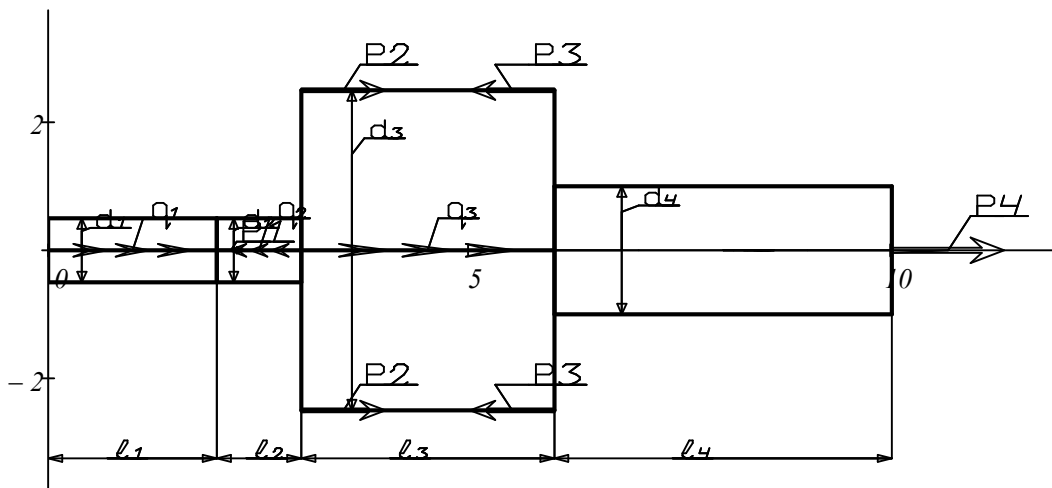 P2 P3
2
d₃
d₄
q₁ q₂ q₃ P4
d₁
0 5 10
-2
P2 P3
ℓ₁ ℓ₂ ℓ₃ ℓ₄